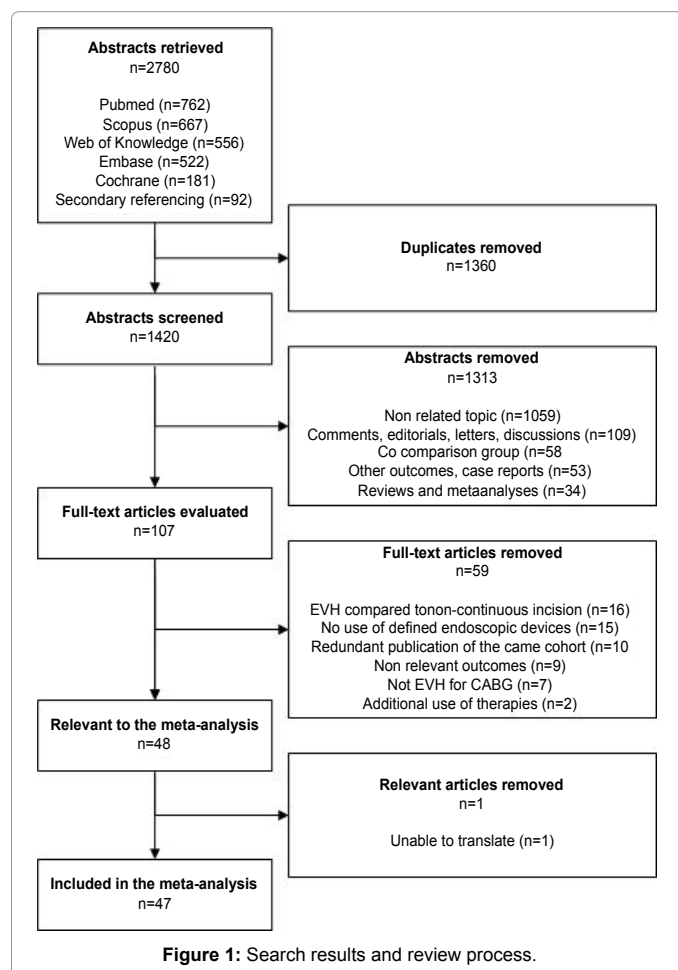 Abstracts retrieved
n=2780
Pubmed (n=762)
Scopus (n=667)
Web of Knowledge (n=556)
Embase (n=522)
Cochrane (n=181)
Secondary referencing (n=92)
Duplicates removed
n=1360
Abstracts screened
n=1420
Abstracts removed
n=1313
Non related topic (n=1059)
Comments, editorials, letters, discussions (n=109)
Co comparison group (n=58
Other outcomes, case reports (n=53)
Reviews and metaanalyses (n=34)
Full-text articles evaluated
n=107
Full-text articles removed
n=59
EVH compared tonon-continuous incision (n=16)
No use of defined endoscopic devices (n=15)
Redundant publication of the came cohort (n=10
Non relevant outcomes (n=9)
Not EVH for CABG (n=7)
Additional use of therapies (n=2)
Relevant to the meta-analysis
n=48
Relevant articles removed
n=1
Unable to translate (n=1)
Included in the meta-analysis
n=47
Figure 1: Search results and review process.